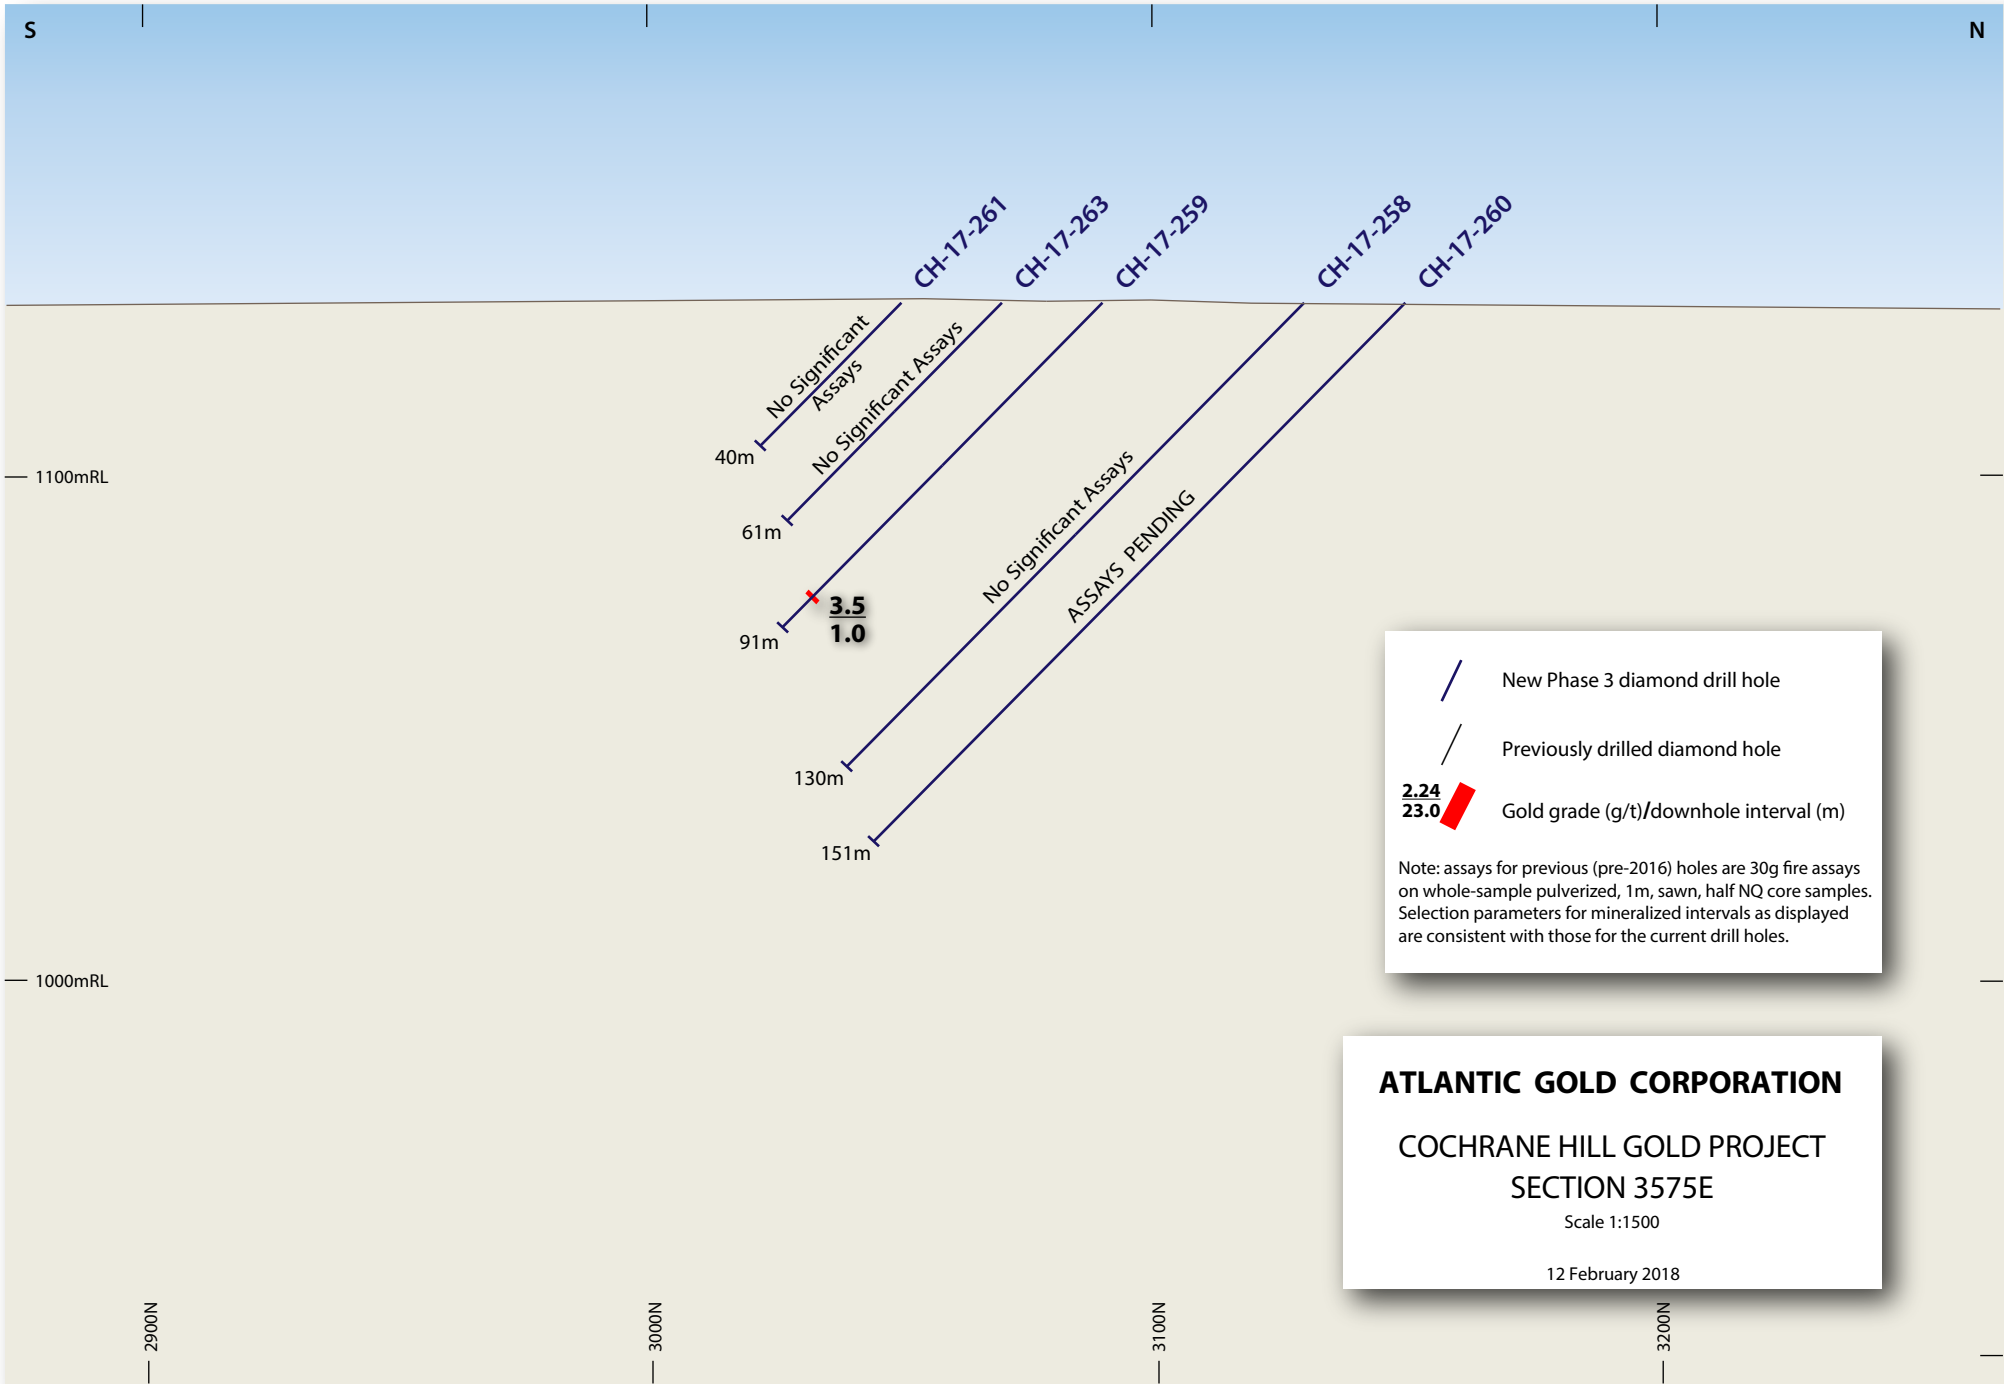 S
N
CH-17-261
CH-17-263
CH-17-259
CH-17-258
CH-17-260
No Significant
Assays
No Significant Assays
No Significant Assays
ASSAYS PENDING
40m
1100mRL
61m
3.5
1.0
91m
130m
151m
1000mRL
New Phase 3 diamond drill hole
Previously drilled diamond hole
2.24
23.0
Gold grade (g/t)/downhole interval (m)
Note: assays for previous (pre-2016) holes are 30g fire assays
on whole-sample pulverized, 1m, sawn, half NQ core samples.
Selection parameters for mineralized intervals as displayed
are consistent with those for the current drill holes.
ATLANTIC GOLD CORPORATION
COCHRANE HILL GOLD PROJECT
SECTION 3575E
Scale 1:1500
12 February 2018
2900N
3000N
3100N
3200N